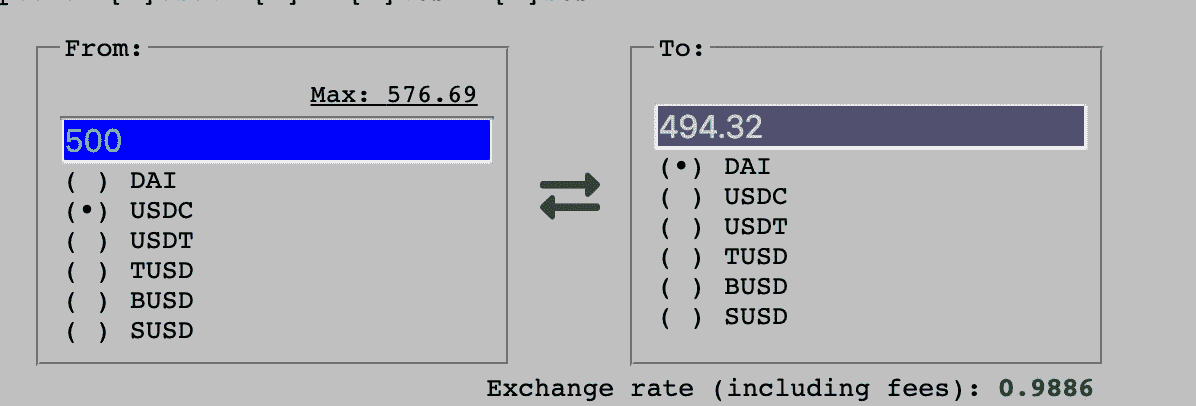 From:
Max: 576.69
500
( ) DAI
(•) USDC
( ) USDT
( ) TUSD
( ) BUSD
( ) SUSD
To:
494.32
(•) DAI
( ) USDC
( ) USDT
( ) TUSD
( ) BUSD
( ) SUSD
Exchange rate (including fees): 0.9886